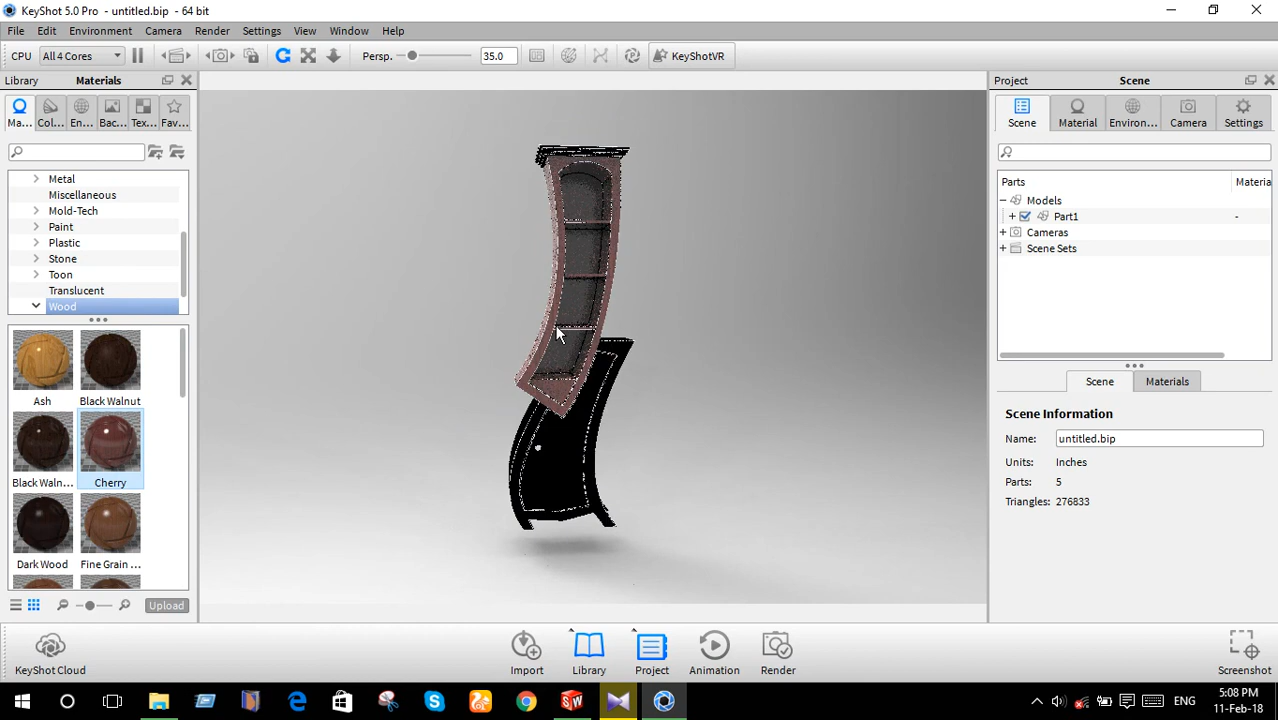 KeyShot 5.0 Pro - untitled.bip - 64 bit
File Edit Environment Camera Render Settings View Window Help
CPU All 4 Cores Persp. 35.0 KeyShotVR
Library Materials
Ma... Col... En... Bac... Tex... Fav...
Metal
Miscellaneous
Mold-Tech
Paint
Plastic
Stone
Toon
Translucent
Wood
Ash Black Walnut
Black Waln... Cherry
Dark Wood Fine Grain ...
Upload
Project Scene
Scene Material Environ... Camera Settings
Parts Materia
Models
Part1 -
Cameras
Scene Sets
Scene Materials
Scene Information
Name: untitled.bip
Units: Inches
Parts: 5
Triangles: 276833
KeyShot Cloud Import Library Project Animation Render Screenshot
ENG 5:08 PM
11-Feb-18